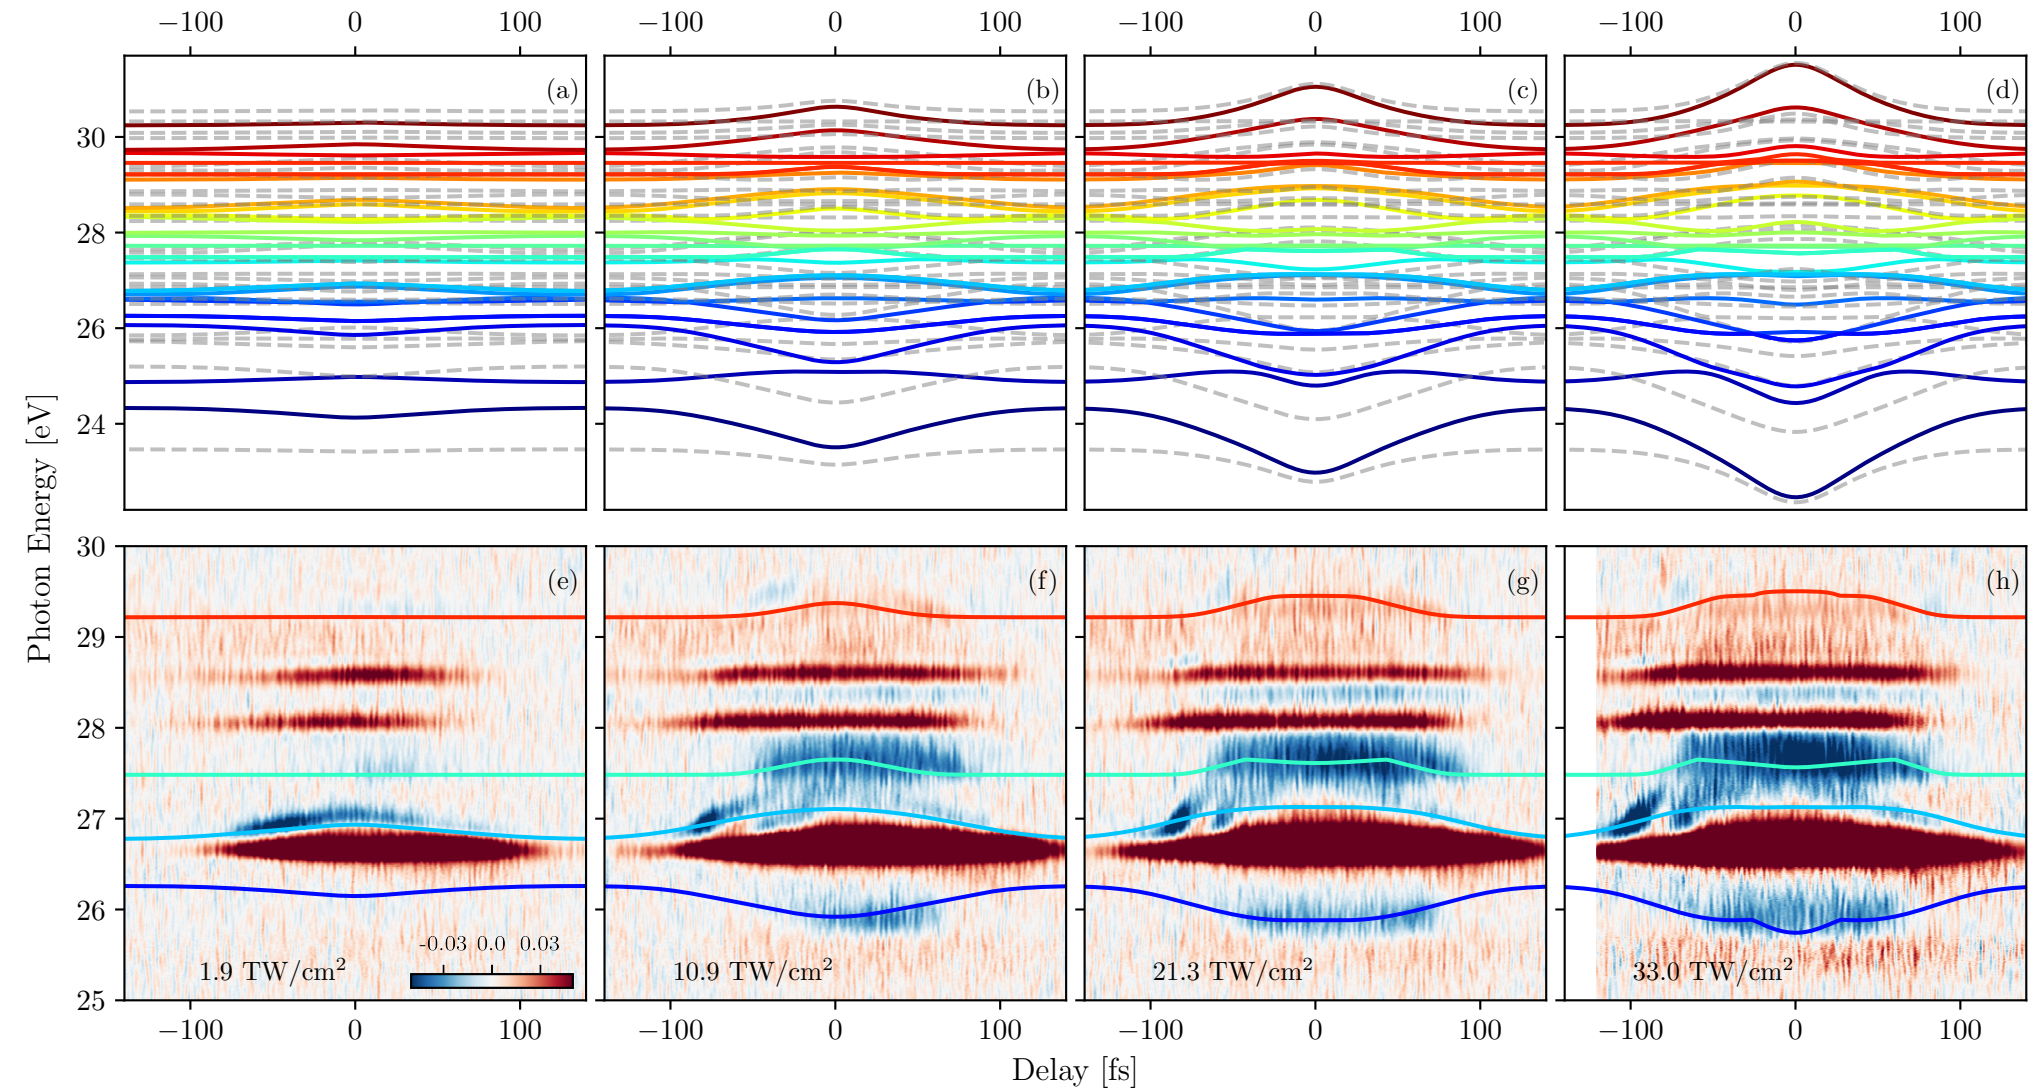 −100 0 100 −100 0 100 −100 0 100 −100 0 100
(a) (b) (c) (d)
30
28
26
24
Photon Energy [eV]
30
29
28
27
26
25
(e) (f) (g) (h)
-0.03 0.0 0.03
1.9 TW/cm² 10.9 TW/cm² 21.3 TW/cm² 33.0 TW/cm²
−100 0 100 −100 0 100 −100 0 100 −100 0 100
Delay [fs]